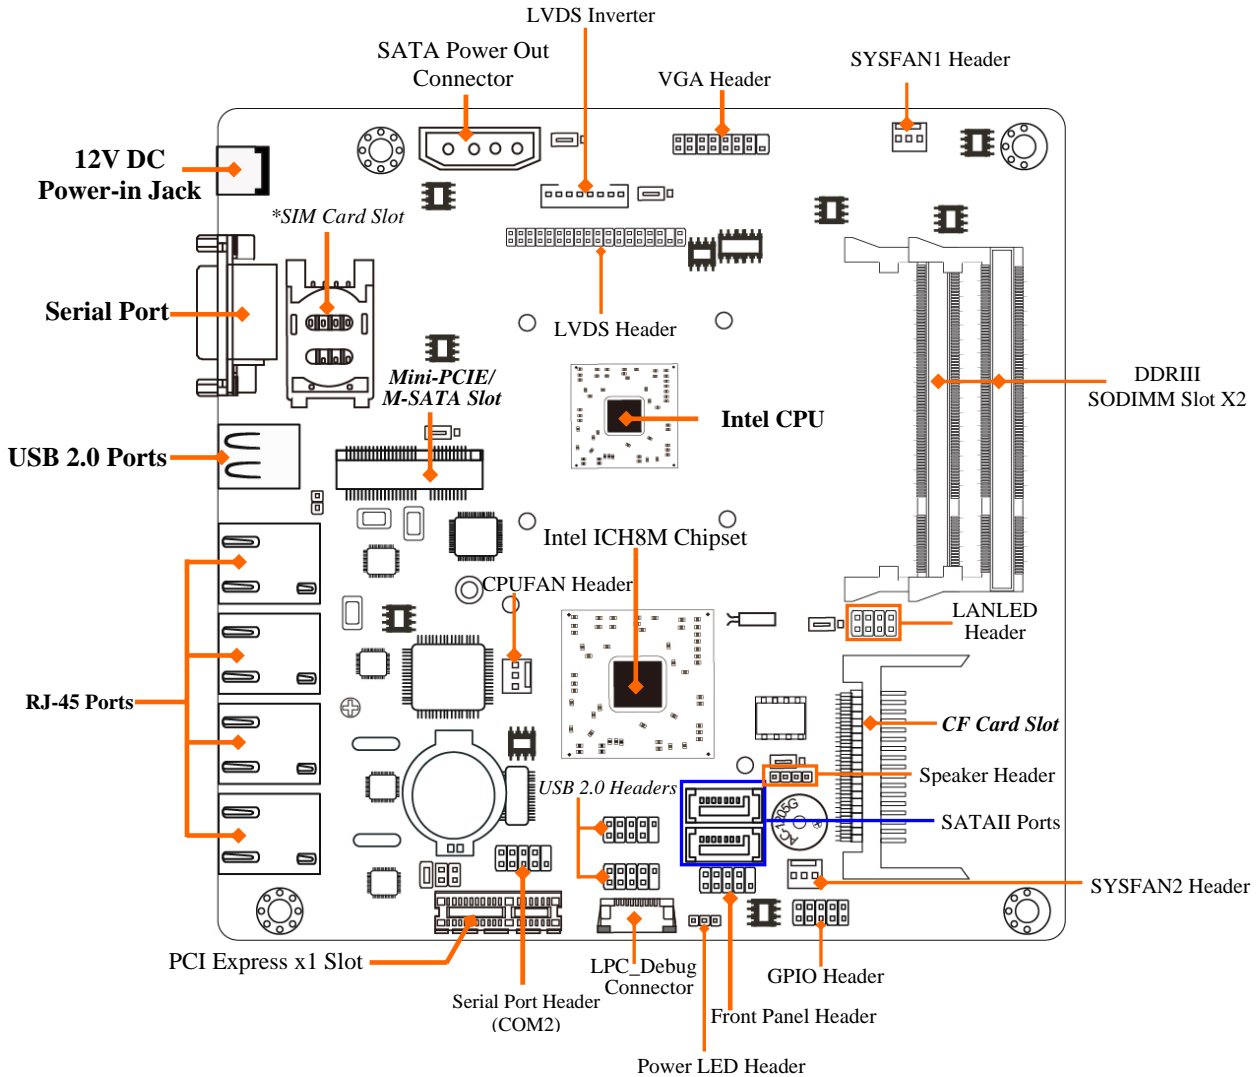 LVDS Inverter
SATA Power Out
Connector
VGA Header
SYSFAN1 Header
12V DC
Power-in Jack
*SIM Card Slot
Serial Port
LVDS Header
Mini-PCIE/
M-SATA Slot
Intel CPU
DDRIII
SODIMM Slot X2
USB 2.0 Ports
Intel ICH8M Chipset
CPUFAN Header
LANLED
Header
RJ-45 Ports
CF Card Slot
Speaker Header
USB 2.0 Headers
AC1205G
SATAII Ports
SYSFAN2 Header
PCI Express x1 Slot
LPC_Debug
Connector
GPIO Header
Serial Port Header
(COM2)
Front Panel Header
Power LED Header